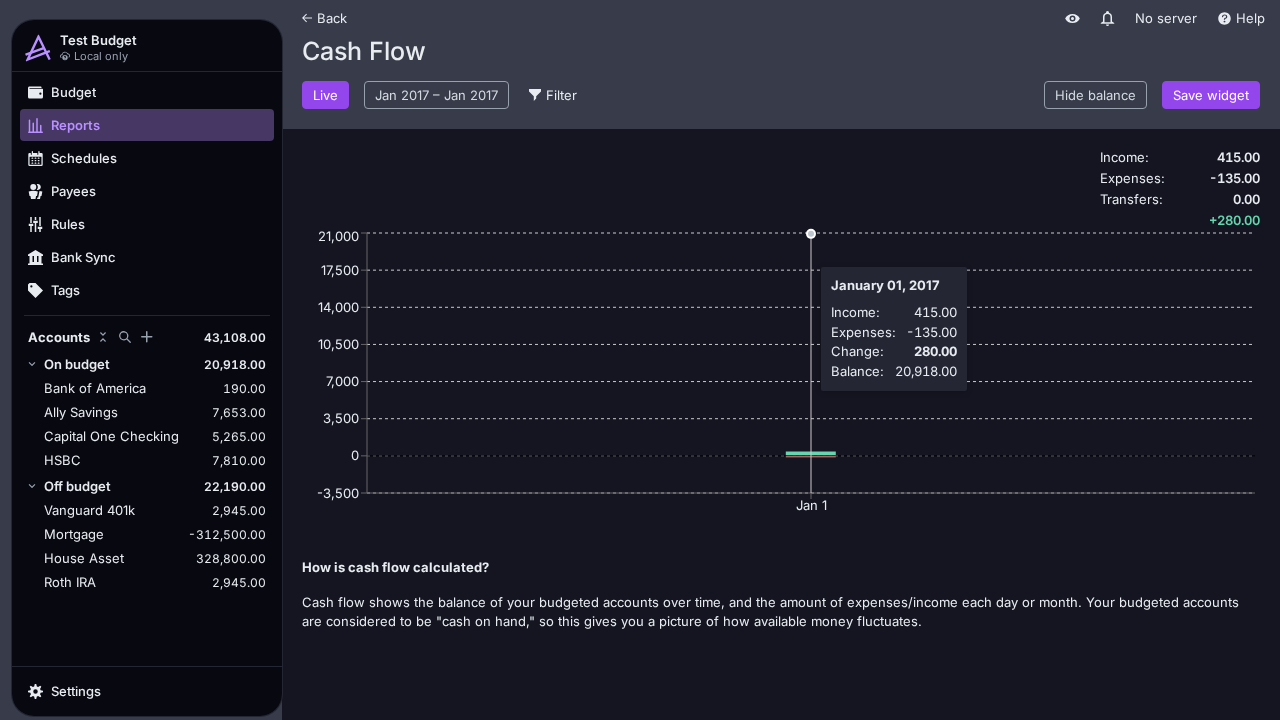 Test Budget
Local only
Budget
Reports
Schedules
Payees
Rules
Bank Sync
Tags
Accounts 43,108.00
On budget 20,918.00
Bank of America 190.00
Ally Savings 7,653.00
Capital One Checking 5,265.00
HSBC 7,810.00
Off budget 22,190.00
Vanguard 401k 2,945.00
Mortgage -312,500.00
House Asset 328,800.00
Roth IRA 2,945.00
Settings
Back
No server
Help
Cash Flow
Live
Jan 2017 – Jan 2017
Filter
Hide balance
Save widget
Income: 415.00
Expenses: -135.00
Transfers: 0.00
+280.00
21,000
17,500
14,000
10,500
7,000
3,500
0
-3,500
Jan 1
January 01, 2017
Income: 415.00
Expenses: -135.00
Change: 280.00
Balance: 20,918.00
How is cash flow calculated?
Cash flow shows the balance of your budgeted accounts over time, and the amount of expenses/income each day or month. Your budgeted accounts
are considered to be "cash on hand," so this gives you a picture of how available money fluctuates.